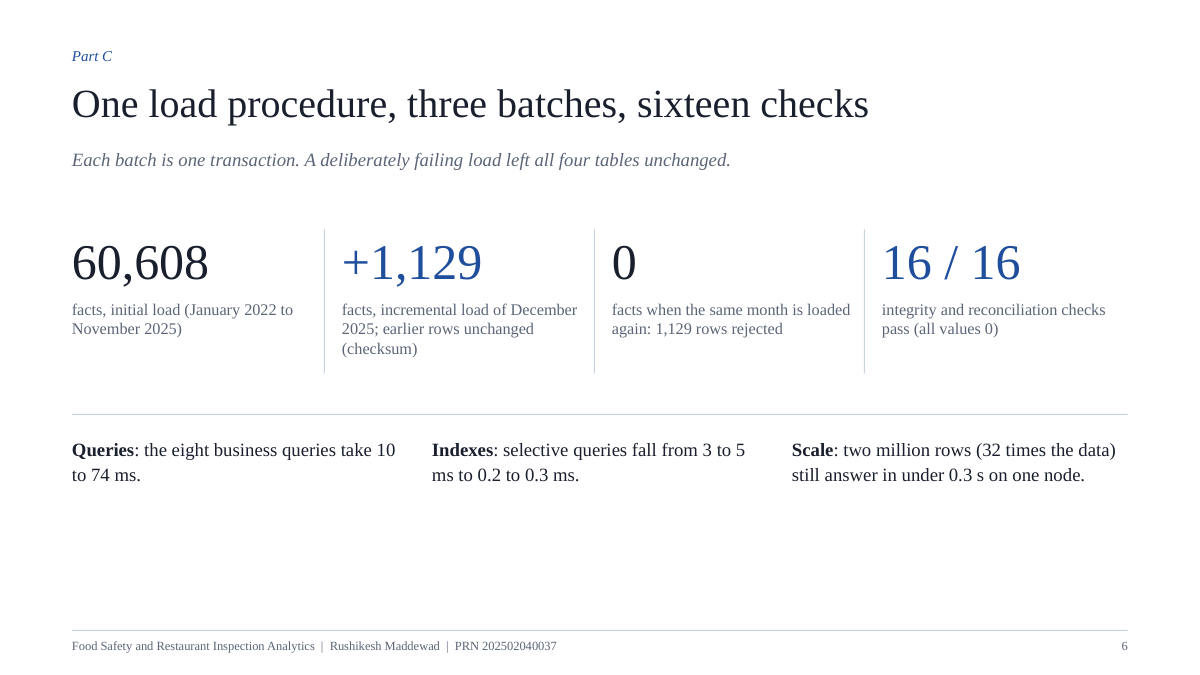 Part C
One load procedure, three batches, sixteen checks
Each batch is one transaction. A deliberately failing load left all four tables unchanged.
60,608
facts, initial load (January 2022 to
November 2025)
+1,129
facts, incremental load of December
2025; earlier rows unchanged
(checksum)
0
facts when the same month is loaded
again: 1,129 rows rejected
16 / 16
integrity and reconciliation checks
pass (all values 0)
Queries: the eight business queries take 10
to 74 ms.
Indexes: selective queries fall from 3 to 5
ms to 0.2 to 0.3 ms.
Scale: two million rows (32 times the data)
still answer in under 0.3 s on one node.
Food Safety and Restaurant Inspection Analytics | Rushikesh Maddewad | PRN 202502040037
6